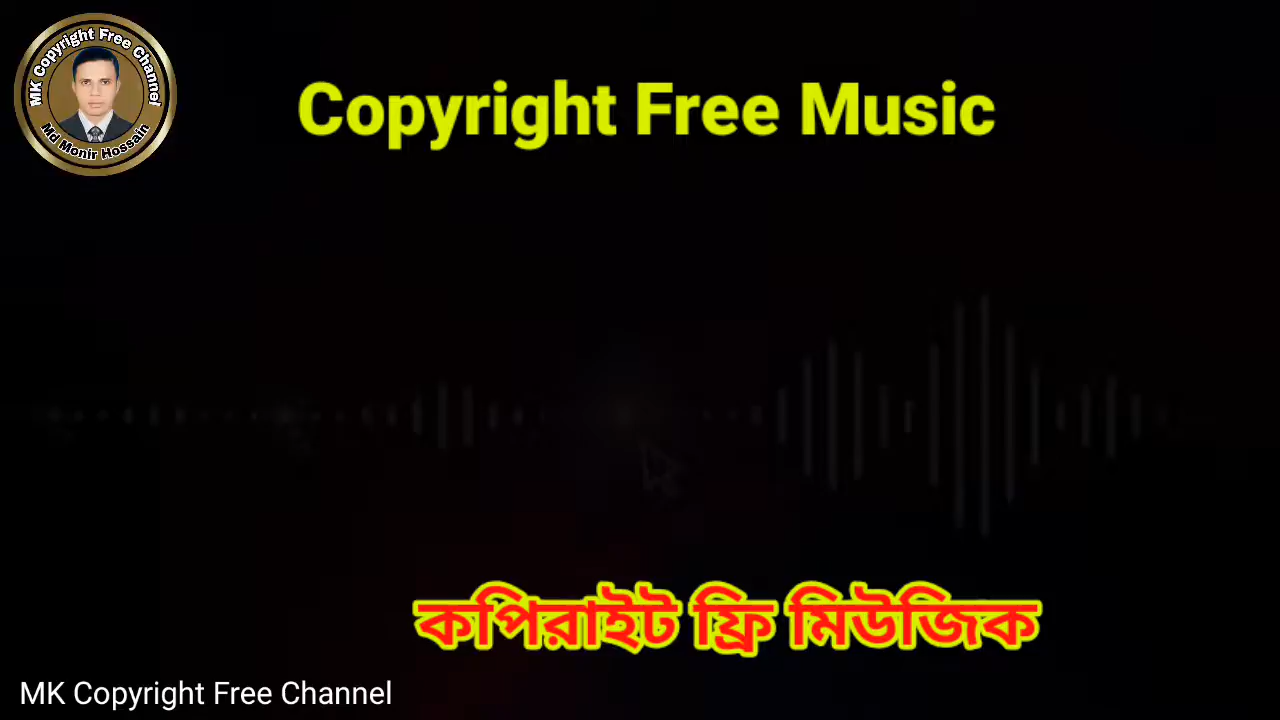 MK Copyright Free Channel
Md Monir Hossain
Copyright Free Music
কপিরাইট ফ্রি মিউজিক
MK Copyright Free Channel